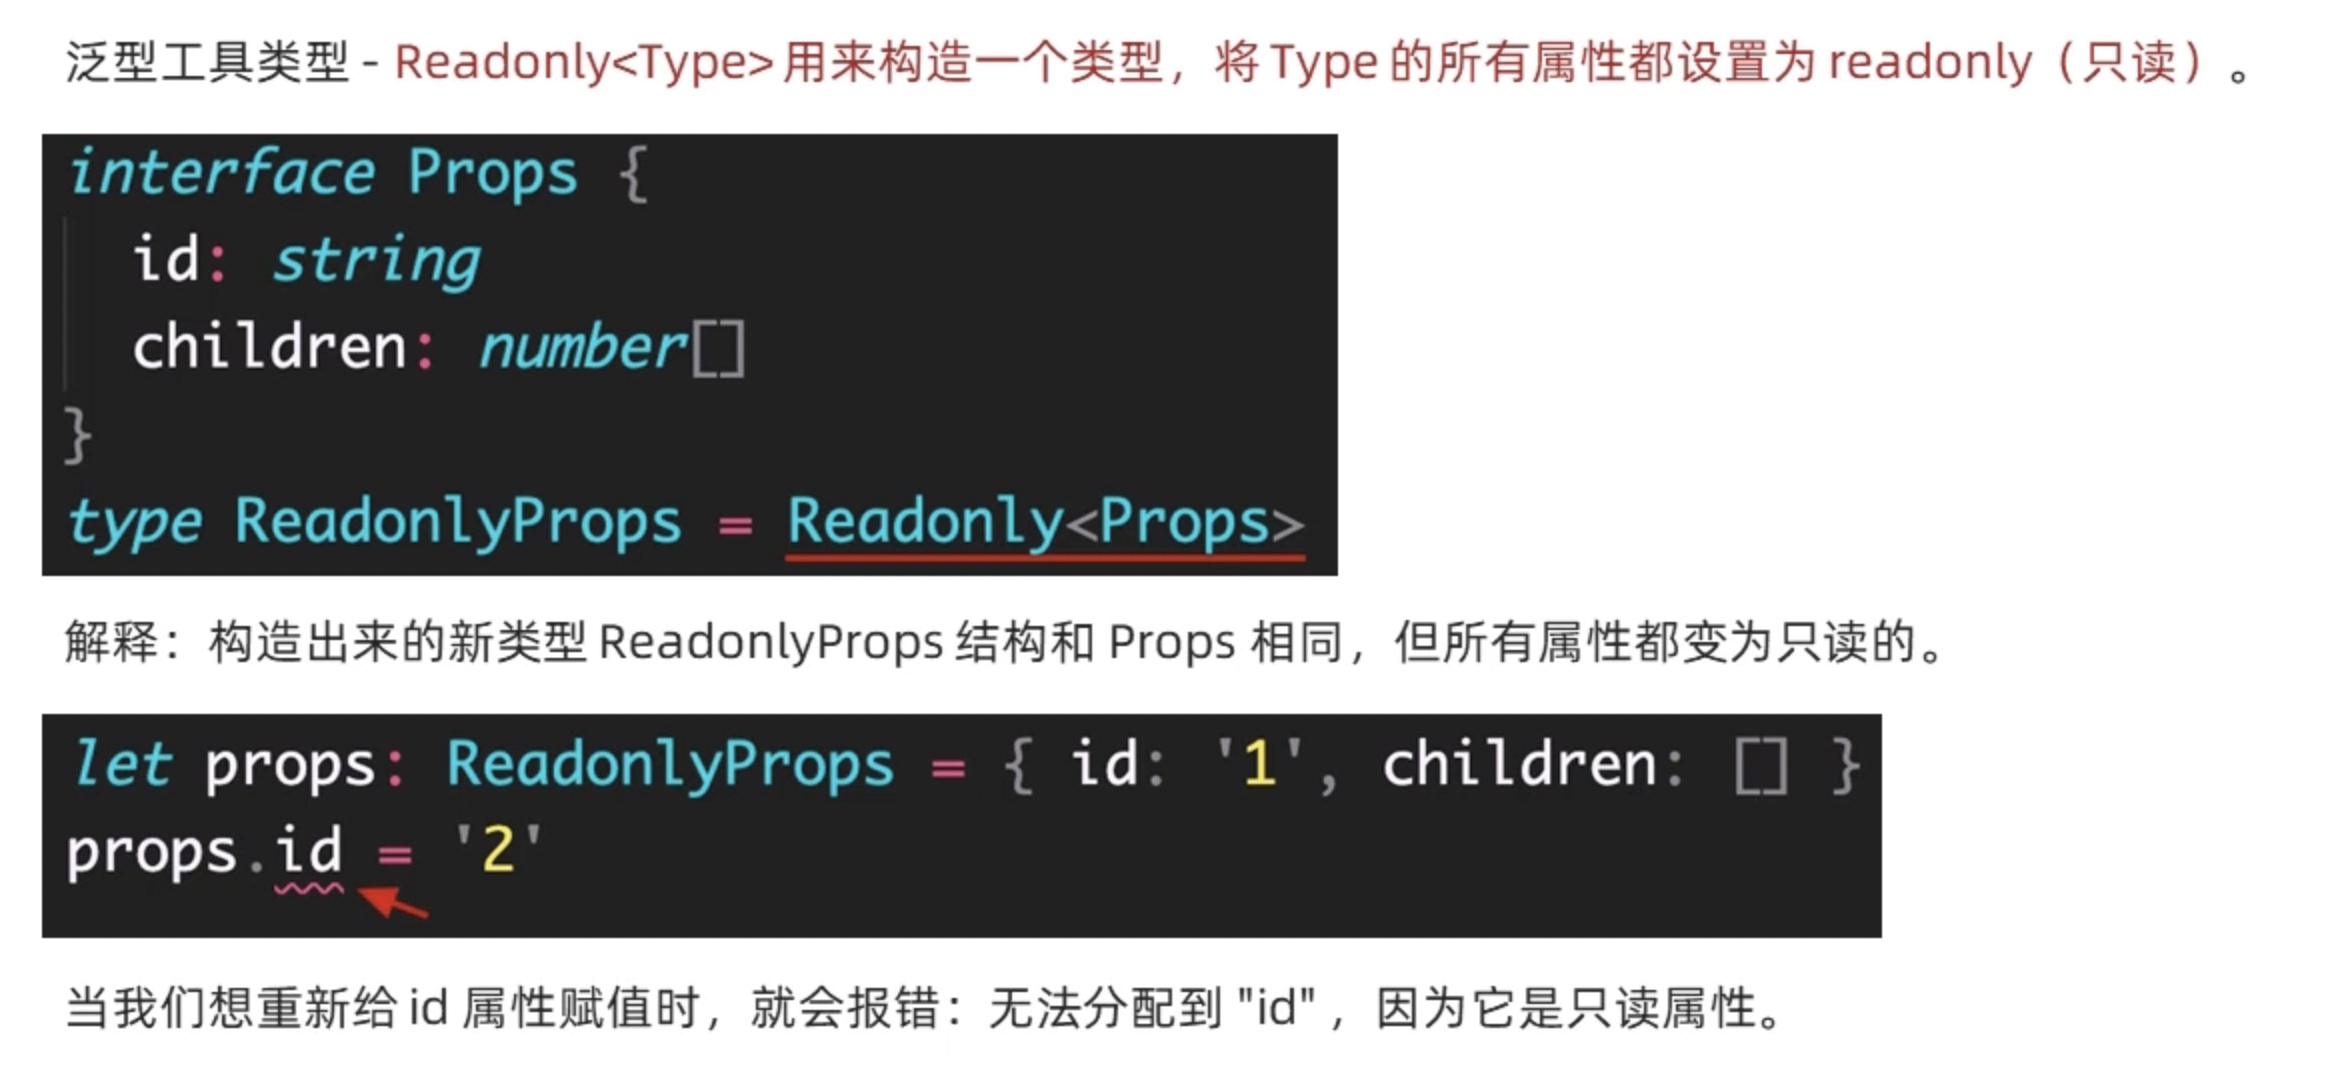 泛型工具类型 - Readonly<Type> 用来构造一个类型，将 Type 的所有属性都设置为 readonly（只读）。
interface Props {
  id: string
  children: number[]
}
type ReadonlyProps = Readonly<Props>
解释：构造出来的新类型 ReadonlyProps 结构和 Props 相同，但所有属性都变为只读的。
let props: ReadonlyProps = { id: '1', children: [] }
props.id = '2'
当我们想重新给 id 属性赋值时，就会报错：无法分配到 "id" ，因为它是只读属性。